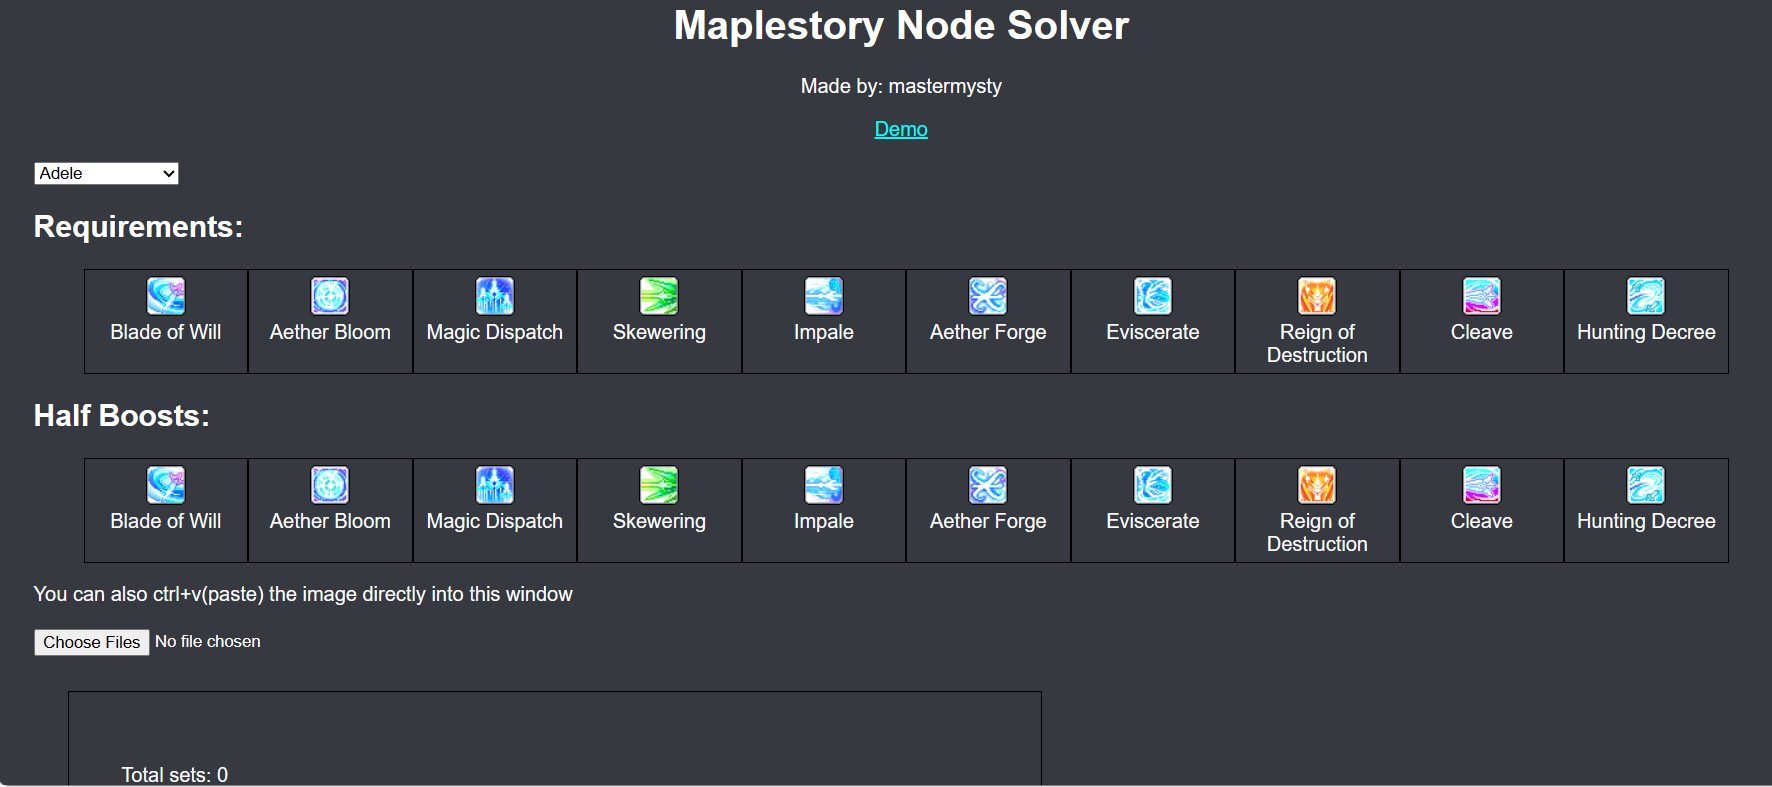 Maplestory Node Solver
Made by: mastermysty
Demo
Adele
Requirements:
Blade of Will
Aether Bloom
Magic Dispatch
Skewering
Impale
Aether Forge
Eviscerate
Reign of
Destruction
Cleave
Hunting Decree
Half Boosts:
Blade of Will
Aether Bloom
Magic Dispatch
Skewering
Impale
Aether Forge
Eviscerate
Reign of
Destruction
Cleave
Hunting Decree
You can also ctrl+v(paste) the image directly into this window
Choose Files No file chosen
Total sets: 0